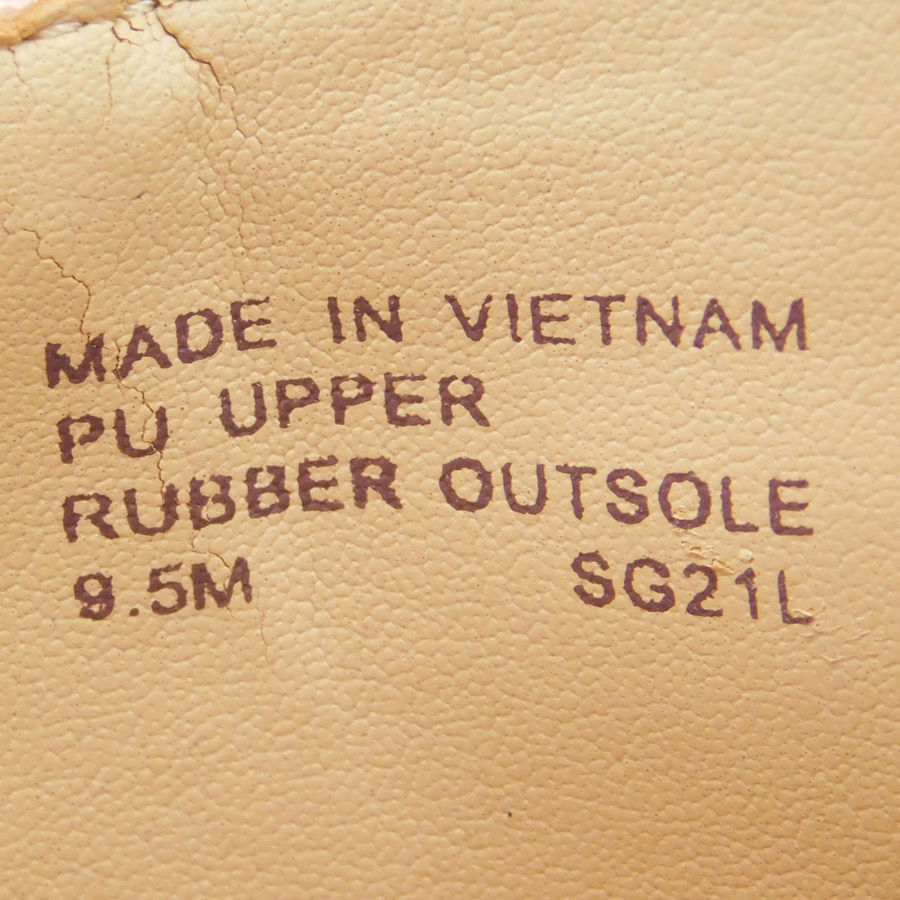 MADE IN VIETNAM
PU UPPER
RUBBER OUTSOLE
9.5M SG21L